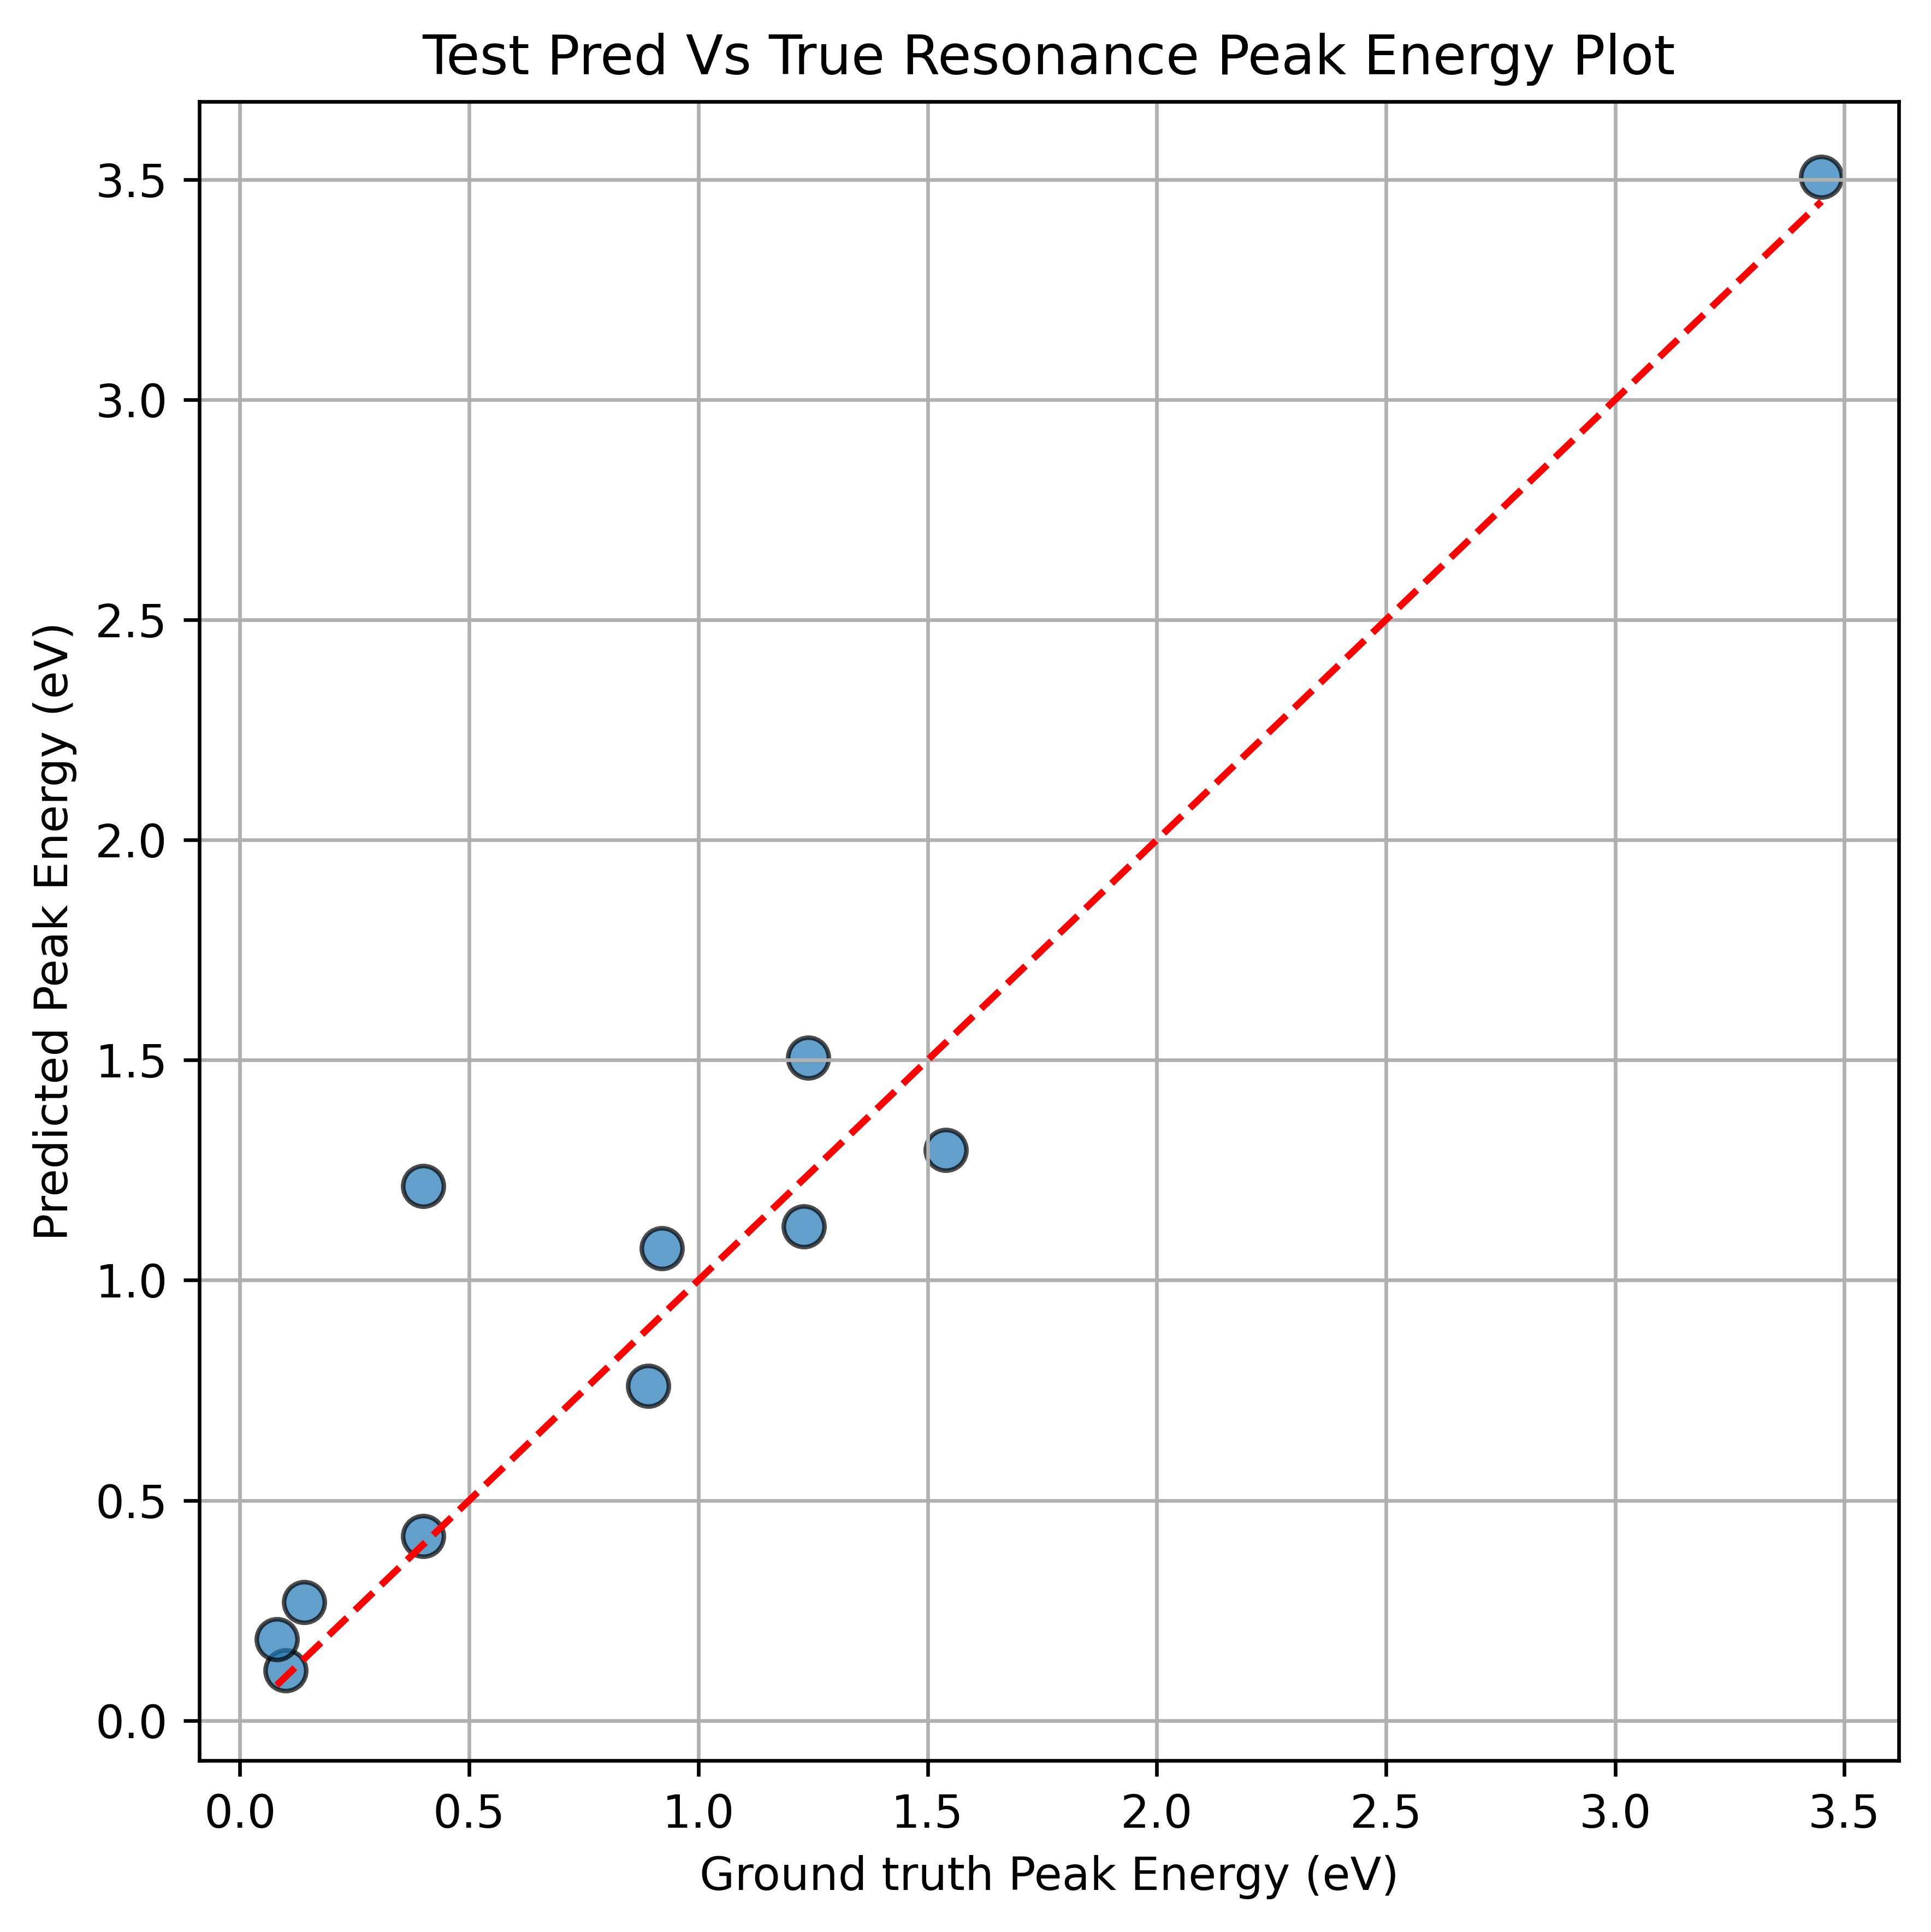 Test Pred Vs True Resonance Peak Energy Plot
3.5
3.0
2.5
2.0
1.5
1.0
0.5
0.0
Predicted Peak Energy (eV)
0.0 0.5 1.0 1.5 2.0 2.5 3.0 3.5
Ground truth Peak Energy (eV)